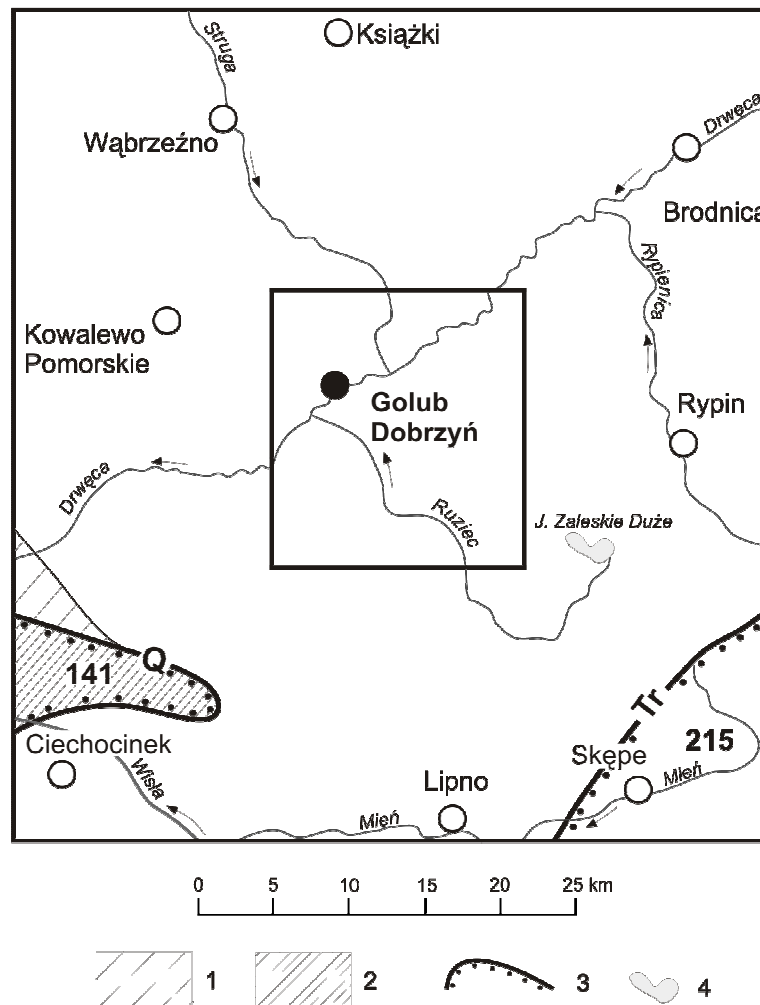 Struga
Książki
Wąbrzeźno
Drwęca
Brodnica
Rypienica
Kowalewo
Pomorskie
Golub
Dobrzyń
Rypin
Drwęca
Ruziec
J. Zaleskie Duże
Q
141
Tr
215
Ciechocinek
Skępe
Wisła
Lipno
Mień
Mień
0 5 10 15 20 25 km
1 2 3 4